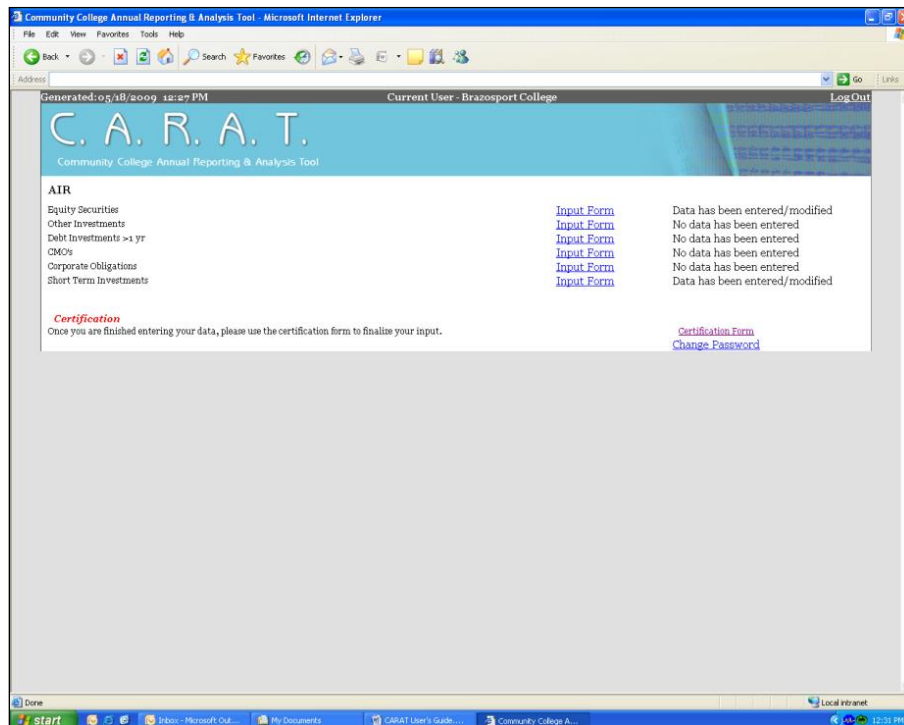 Community College Annual Reporting & Analysis Tool - Microsoft Internet Explorer
File Edit View Favorites Tools Help
Back Search Favorites
Address Go Links
Generated: 05/18/2009 12:27 PM Current User - Brazosport College Log Out
C. A. R. A. T.
Community College Annual Reporting & Analysis Tool
AIR
Equity Securities Input Form Data has been entered/modified
Other Investments Input Form No data has been entered
Debt Investments >1 yr Input Form No data has been entered
CMO's Input Form No data has been entered
Corporate Obligations Input Form No data has been entered
Short Term Investments Input Form Data has been entered/modified
Certification
Once you are finished entering your data, please use the certification form to finalize your input. Certification Form
Change Password
Done Local intranet
start Inbox - Microsoft Out... My Documents CARAT User's Guide.... Community College A... 12:31 PM